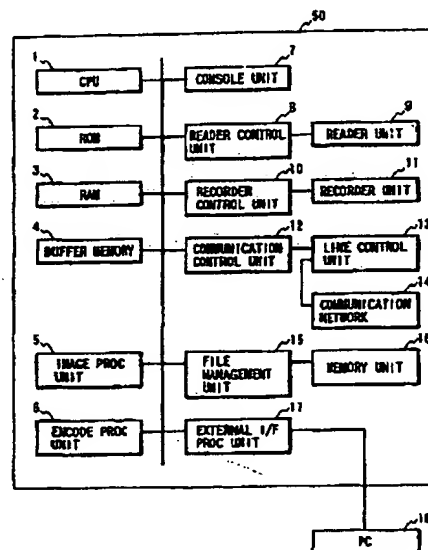 50
1
CPU
7
CONSOLE UNIT
2
ROM
8
READER CONTROL
UNIT
9
READER UNIT
3
RAM
10
RECORDER
CONTROL UNIT
11
RECORDER UNIT
4
BUFFER MEMORY
12
COMMUNICATION
CONTROL UNIT
13
LINE CONTROL
UNIT
14
COMMUNICATION
NETWORK
5
IMAGE PROC
UNIT
15
FILE
MANAGEMENT
UNIT
16
MEMORY UNIT
6
ENCODE PROC
UNIT
17
EXTERNAL I/F
PROC UNIT
18
PC